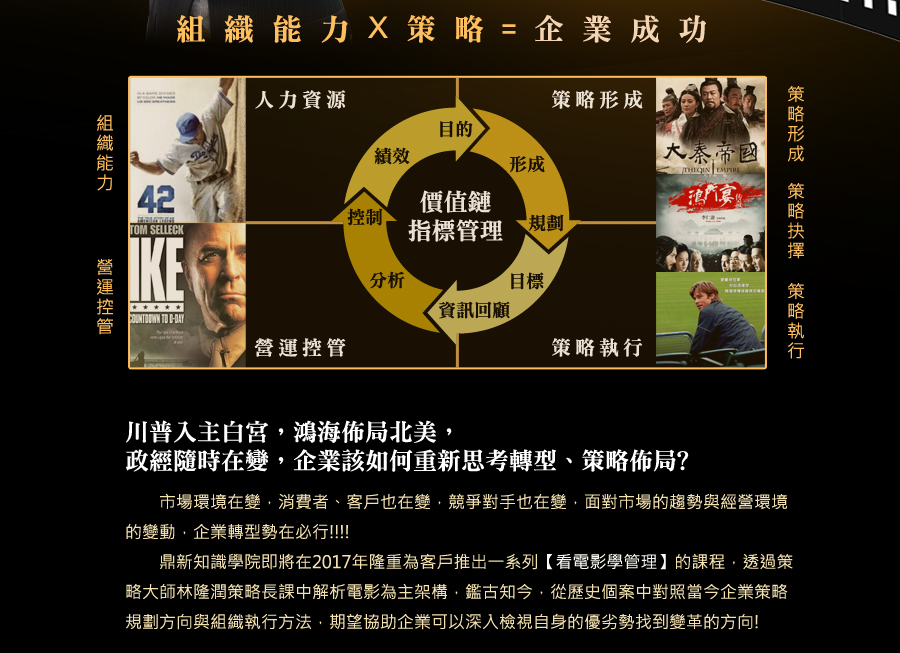 組織能力X策略=企業成功
組織能力
營運控管
人力資源
策略形成
營運控管
策略執行
目的
形成
規劃
目標
資訊回顧
分析
控制
績效
價值鏈
指標管理
42
TOM SELLECK
IKE
COUNTDOWN TO D-DAY
大秦帝國
THE QIN EMPIRE
鴻門宴
傳奇
策略形成
策略抉擇
策略執行
川普入主白宮,鴻海佈局北美,
政經隨時在變,企業該如何重新思考轉型、策略佈局?
市場環境在變,消費者、客戶也在變,競爭對手也在變,面對市場的趨勢與經營環境
的變動,企業轉型勢在必行!!!!
鼎新知識學院即將在2017年隆重為客戶推出一系列【看電影學管理】的課程,透過策
略大師林隆潤策略長課中解析電影為主架構,鑑古知今,從歷史個案中對照當今企業策略
規劃方向與組織執行方法,期望協助企業可以深入檢視自身的優劣勢找到變革的方向!